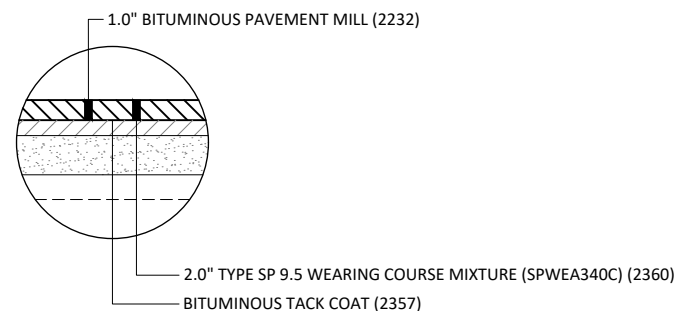 1.0" BITUMINOUS PAVEMENT MILL (2232)
2.0" TYPE SP 9.5 WEARING COURSE MIXTURE (SPWEA340C) (2360)
BITUMINOUS TACK COAT (2357)